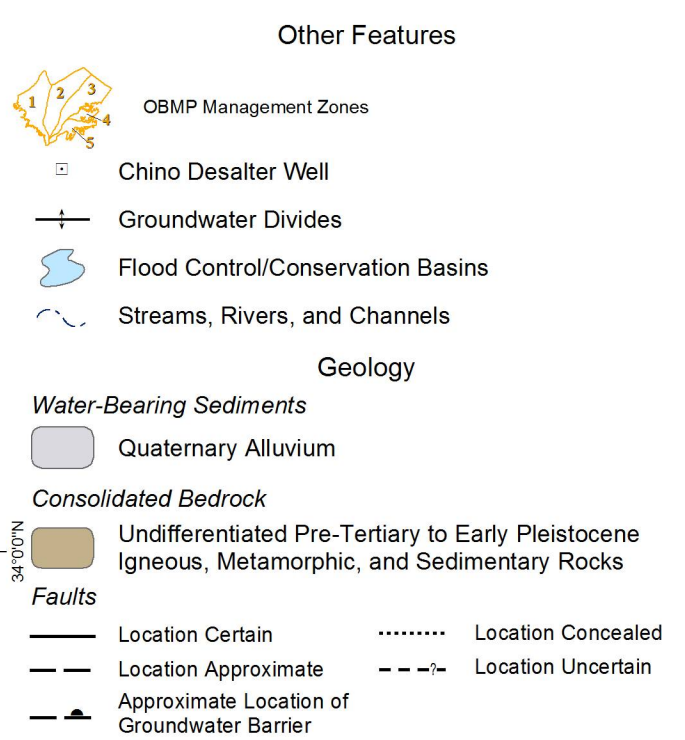 Other Features
1 2 3 4 5
OBMP Management Zones
Chino Desalter Well
Groundwater Divides
Flood Control/Conservation Basins
Streams, Rivers, and Channels
Geology
Water-Bearing Sediments
Quaternary Alluvium
Consolidated Bedrock
34°0'0"N
Undifferentiated Pre-Tertiary to Early Pleistocene
Igneous, Metamorphic, and Sedimentary Rocks
Faults
Location Certain
Location Concealed
Location Approximate
?
Location Uncertain
Approximate Location of
Groundwater Barrier